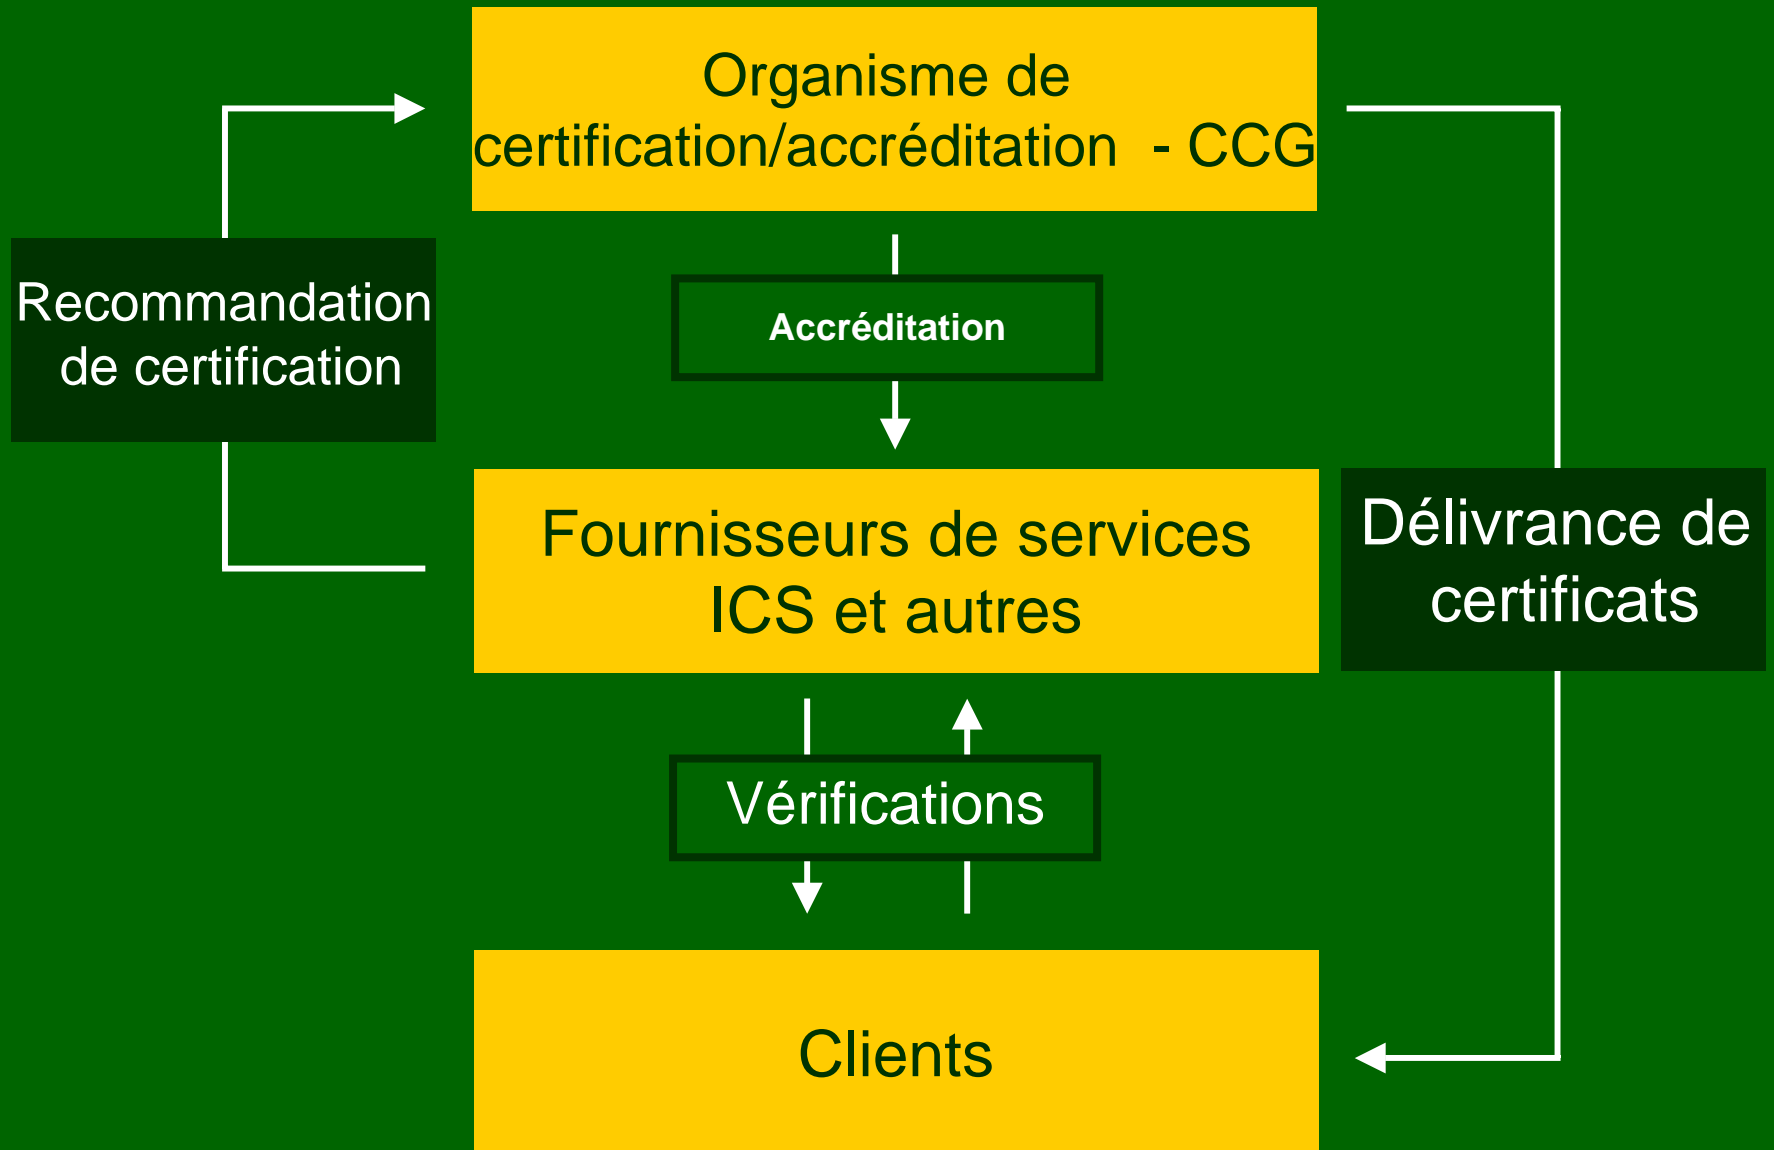 Organisme de
certification/accréditation - CCG
Recommandation
de certification
Accréditation
Fournisseurs de services
ICS et autres
Délivrance de
certificats
Vérifications
Clients